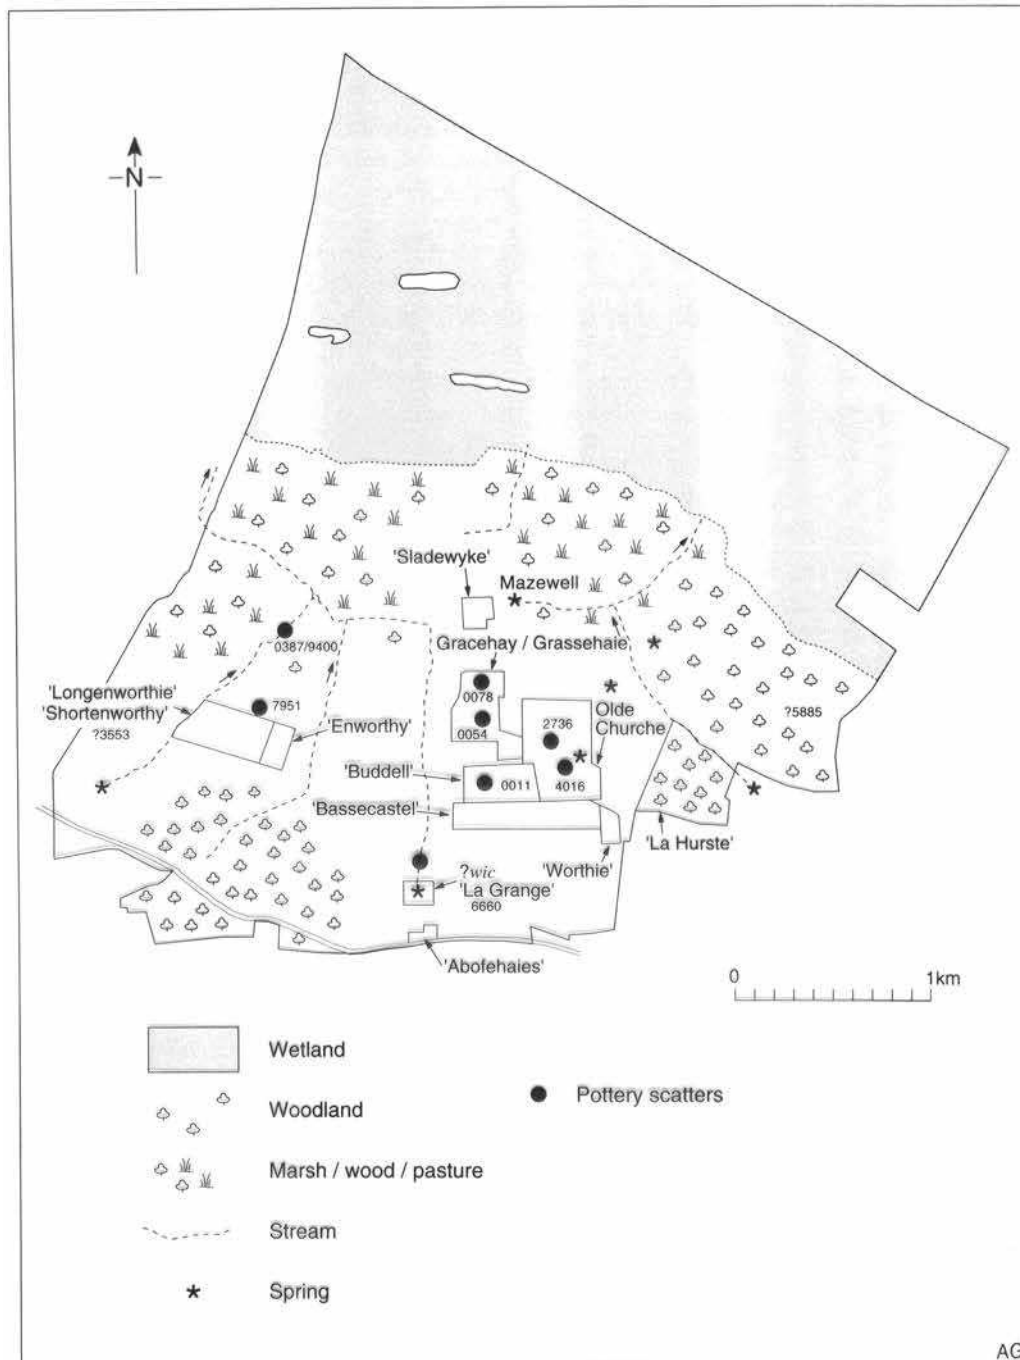 N
'Sladewyke'
Mazewell
Gracehay / Grassehaie
0387/9400
0078
Olde
Churche
?5885
'Longenworthie'
'Shortenworthy'
?3553
7951
'Enworthy'
0054
2736
'Buddell'
0011
4016
'Bassecastel'
'La Hurste'
'Worthie'
?wic
'La Grange'
6660
'Abofehaies'
0 1km
Wetland
Woodland
Pottery scatters
Marsh / wood / pasture
Stream
Spring
AG